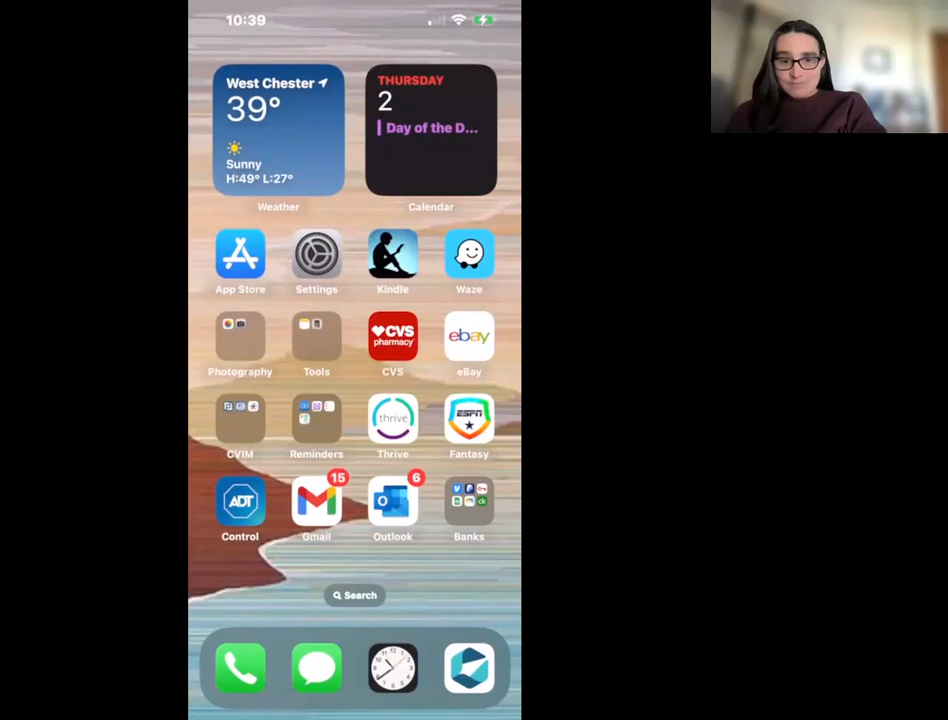 10:39
West Chester
39°
Sunny
H:49° L:27°
Weather
THURSDAY
2
Day of the D...
Calendar
App Store
Settings
Kindle
Waze
CVS
pharmacy
ebay
Photography
Tools
CVS
eBay
thrive
ESPN
CVIM
Reminders
Thrive
Fantasy
ADT
15
6
Control
Gmail
Outlook
Banks
Search